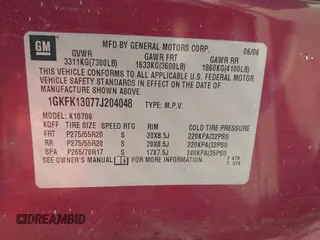 GM
MFD BY GENERAL MOTORS CORP. 06/06
GVWR GAWR FRT GAWR RR
3311KG(7300LB) 1633KG(3600LB) 1860KG(4100LB)
THIS VEHICLE CONFORMS TO ALL APPLICABLE U.S. FEDERAL MOTOR
VEHICLE SAFETY STANDARDS IN EFFECT ON THE DATE OF
MANUFACTURE SHOWN ABOVE.
1GKFK13077J204048 TYPE: M.P.V.
MODEL: K10706
TIRE SIZE SPEED RTG RIM COLD TIRE PRESSURE
FRT P275/55R20 S 20X8.5J 220KPA(32PSI)
RR P275/55R20 S 20X8.5J 220KPA(32PSI)
SPA P265/70R17 S 17X7.5J 240KPA(35PSI)
SEE OWNER'S MANUAL FOR MORE INFORMATION.
DREAMBID